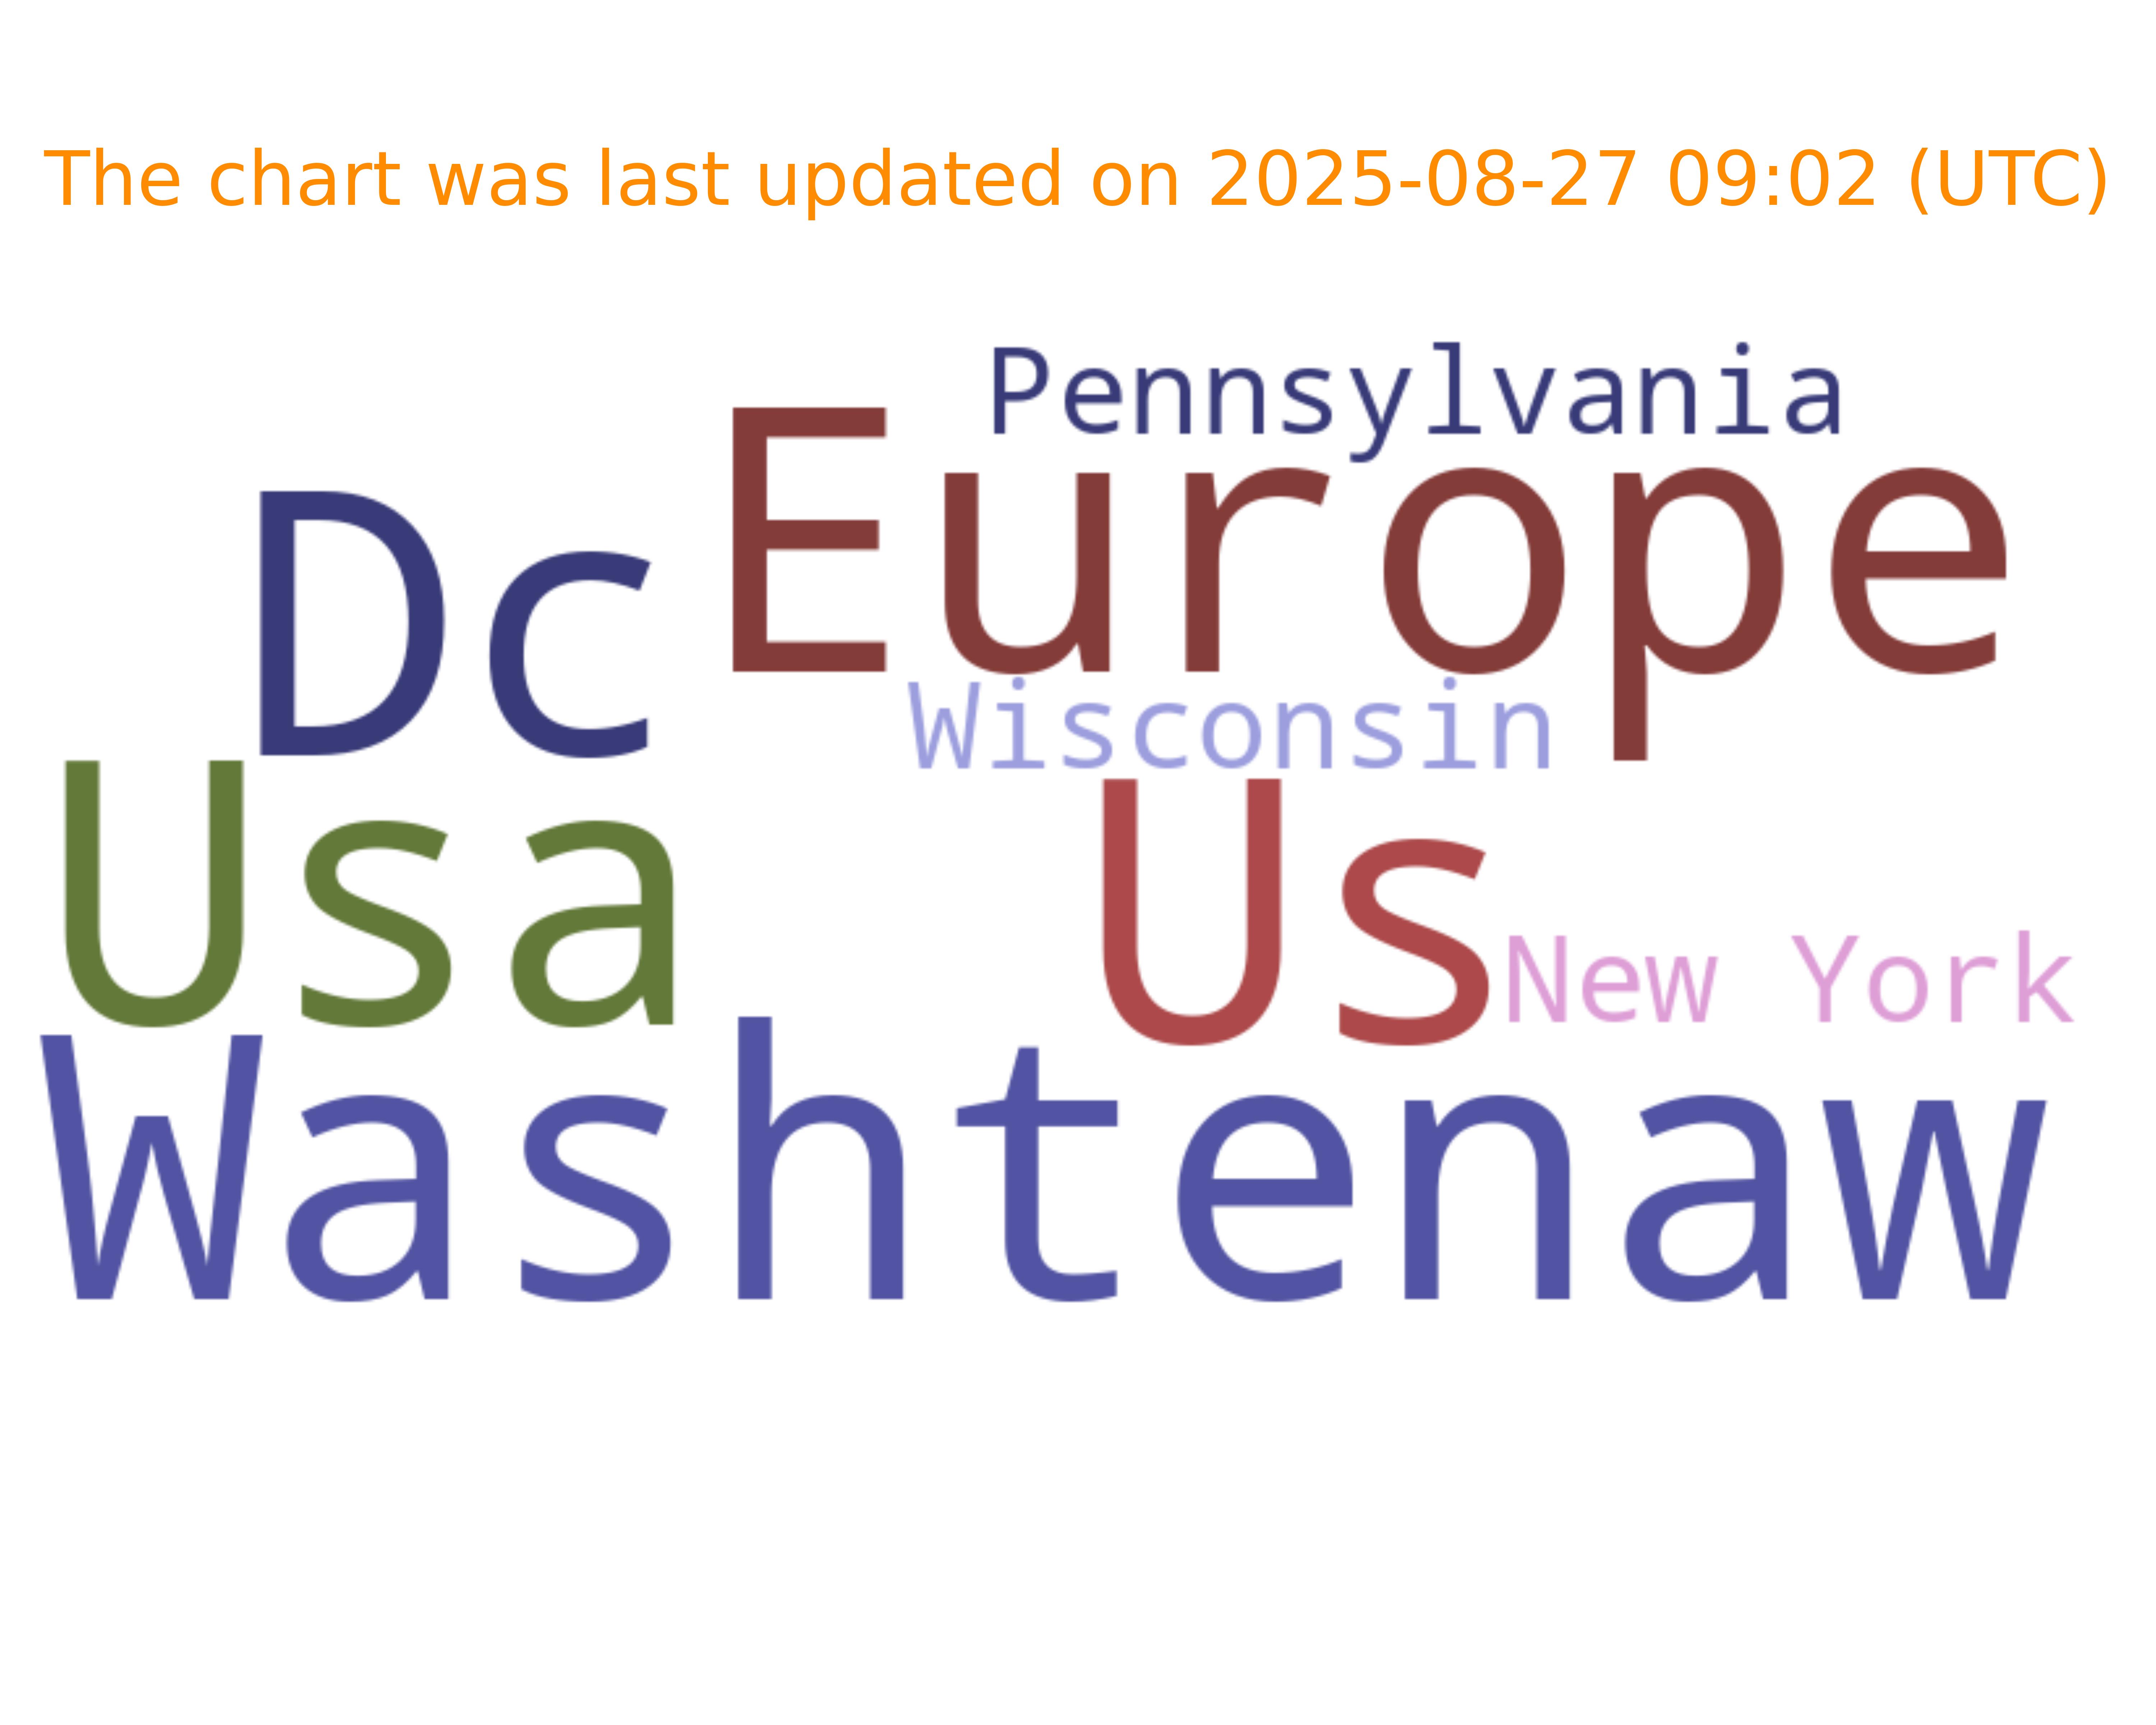 The chart was last updated on 2025-08-27 09:02 (UTC)
Pennsylvania
Europe
Dc
Wisconsin
Usa
Us
New York
Washtenaw